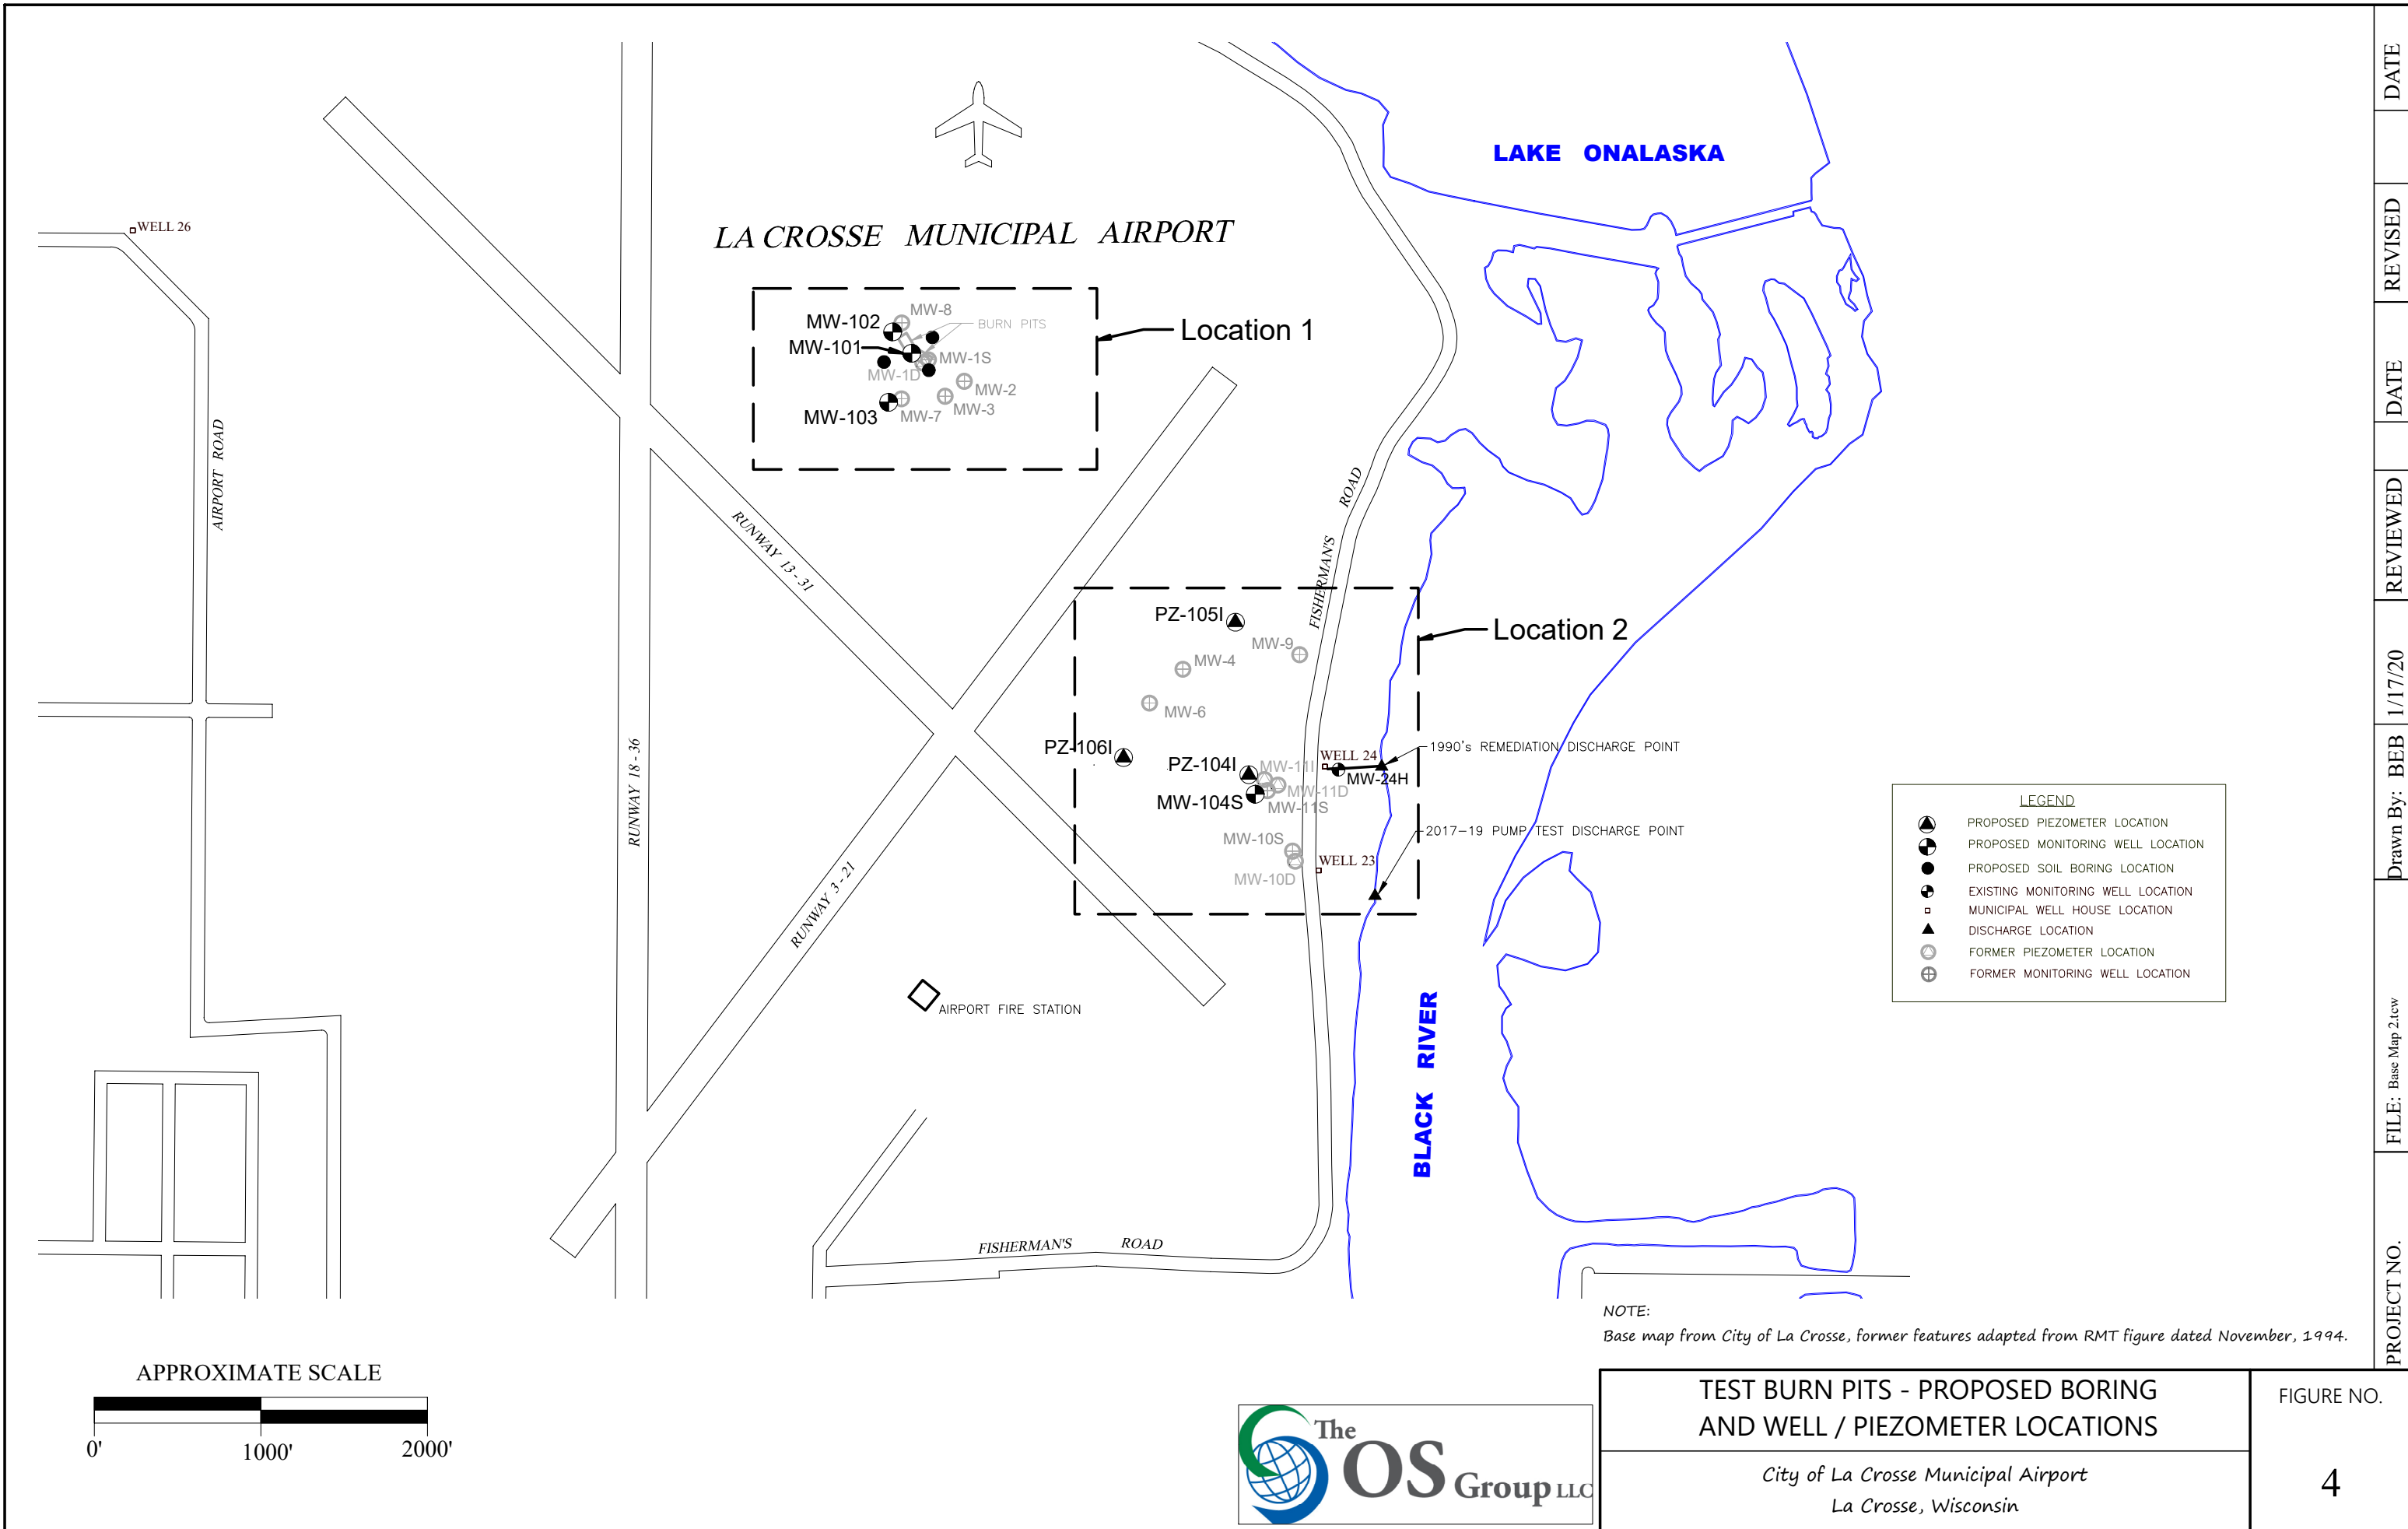 LAKE ONALASKA
WELL 26
LA CROSSE MUNICIPAL AIRPORT
MW-8
MW-102
BURN PITS
MW-101
MW-1S
MW-1D
MW-2
MW-3
MW-103
MW-7
Location 1
AIRPORT ROAD
RUNWAY 13 - 31
FISHERMAN'S ROAD
PZ-105I
MW-9
MW-4
MW-6
Location 2
PZ-106I
PZ-104I
MW-11I
MW-11D
MW-104S
MW-11S
WELL 24
MW-24H
1990's REMEDIATION DISCHARGE POINT
2017-19 PUMP TEST DISCHARGE POINT
MW-10S
WELL 23
MW-10D
RUNWAY 18 - 36
RUNWAY 3 - 21
AIRPORT FIRE STATION
BLACK RIVER
FISHERMAN'S ROAD
LEGEND
PROPOSED PIEZOMETER LOCATION
PROPOSED MONITORING WELL LOCATION
PROPOSED SOIL BORING LOCATION
EXISTING MONITORING WELL LOCATION
MUNICIPAL WELL HOUSE LOCATION
DISCHARGE LOCATION
FORMER PIEZOMETER LOCATION
FORMER MONITORING WELL LOCATION
NOTE:
Base map from City of La Crosse, former features adapted from RMT figure dated November, 1994.
APPROXIMATE SCALE
0' 1000' 2000'
The
OS Group LLC
TEST BURN PITS - PROPOSED BORING
AND WELL / PIEZOMETER LOCATIONS
City of La Crosse Municipal Airport
La Crosse, Wisconsin
FIGURE NO.
4
PROJECT NO.
FILE: Base Map 2.tcw
Drawn By: BEB 1/17/20
REVIEWED
DATE
REVISED
DATE